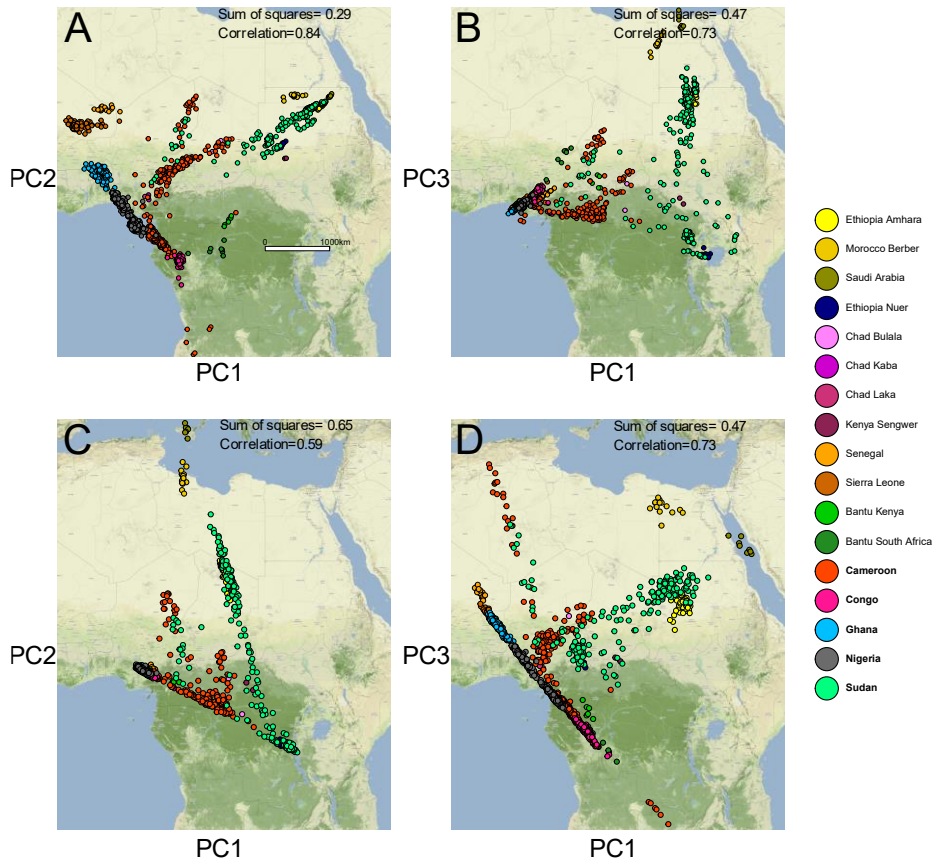 A
Sum of squares= 0.29
Correlation=0.84
PC2
0
1000km
PC1
B
Sum of squares= 0.47
Correlation=0.73
PC3
PC1
C
Sum of squares= 0.65
Correlation=0.59
PC2
PC1
D
Sum of squares= 0.47
Correlation=0.73
PC3
PC1
Ethiopia Amhara
Morocco Berber
Saudi Arabia
Ethiopia Nuer
Chad Bulala
Chad Kaba
Chad Laka
Kenya Sengwer
Senegal
Sierra Leone
Bantu Kenya
Bantu South Africa
Cameroon
Congo
Ghana
Nigeria
Sudan